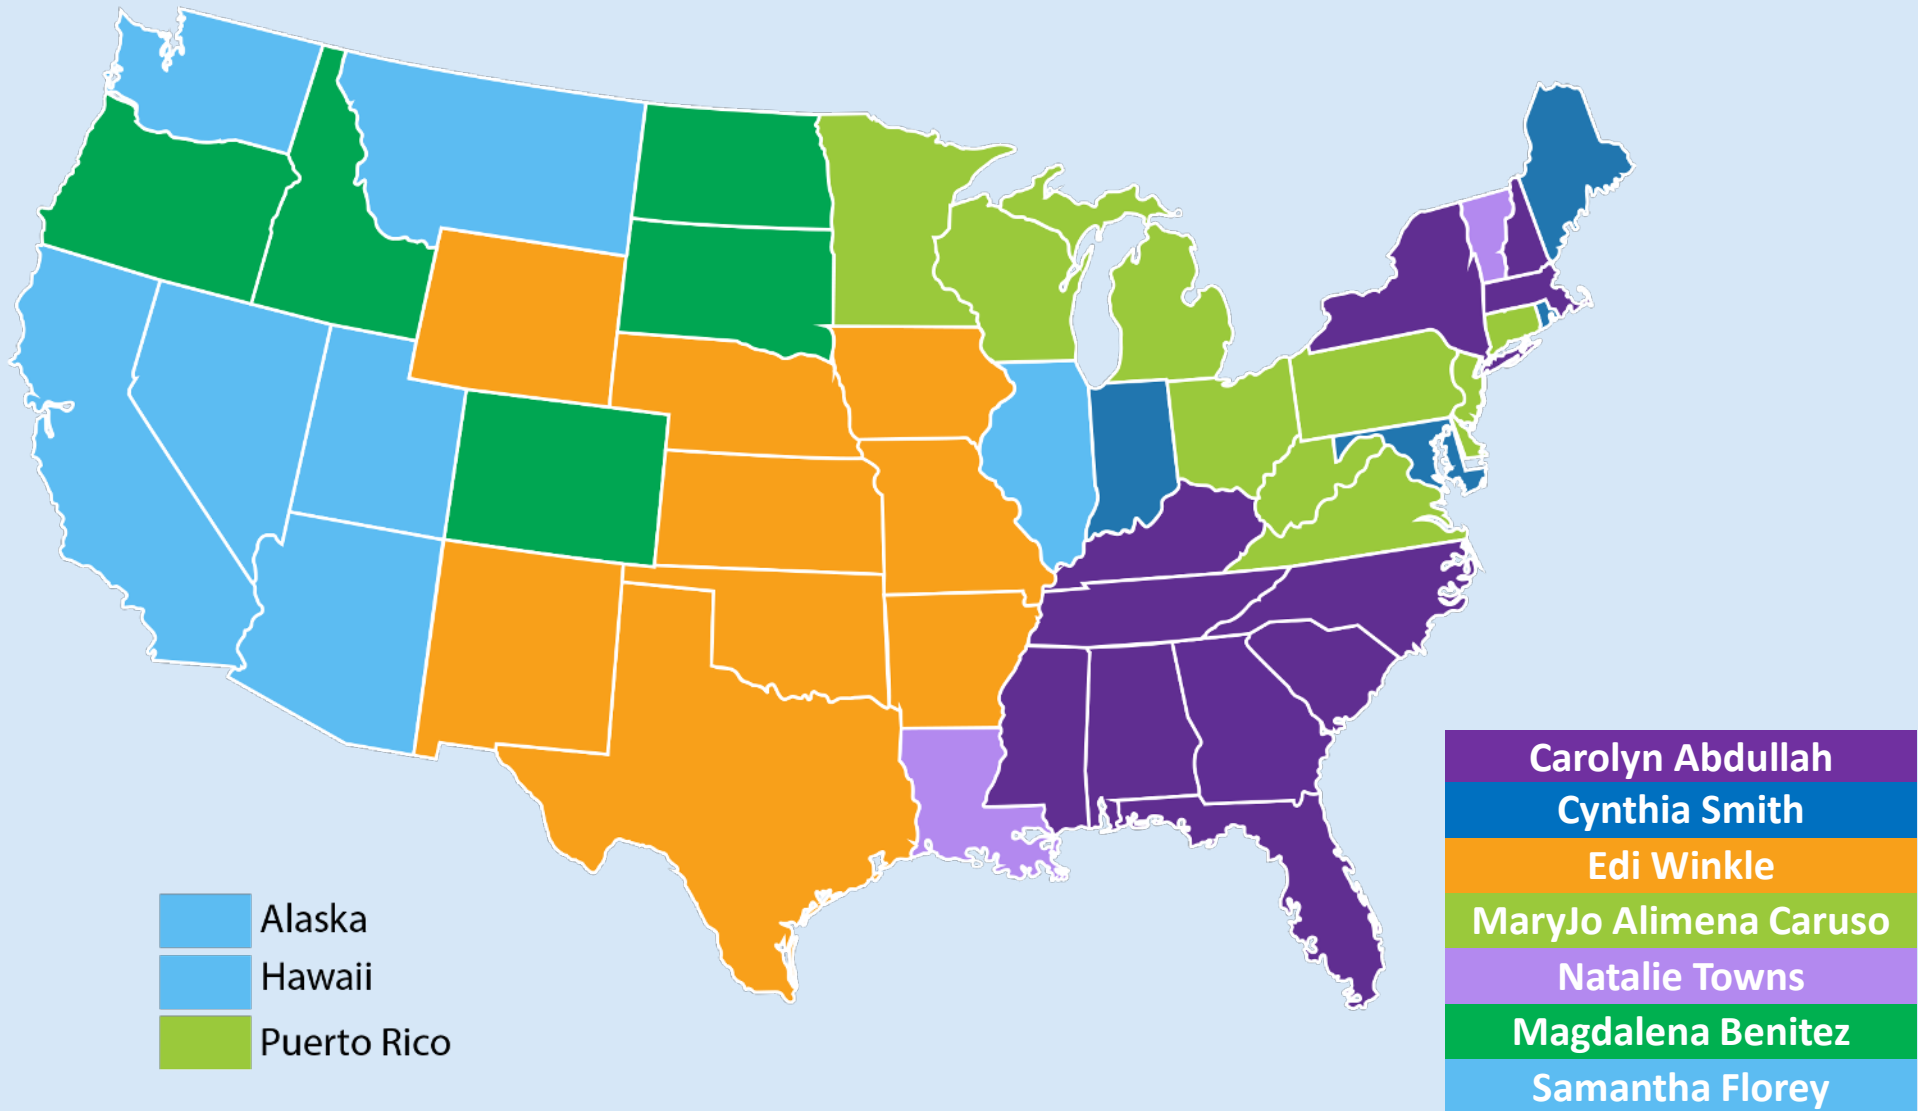 Alaska
Hawaii
Puerto Rico
Carolyn Abdullah
Cynthia Smith
Edi Winkle
MaryJo Alimena Caruso
Natalie Towns
Magdalena Benitez
Samantha Florey